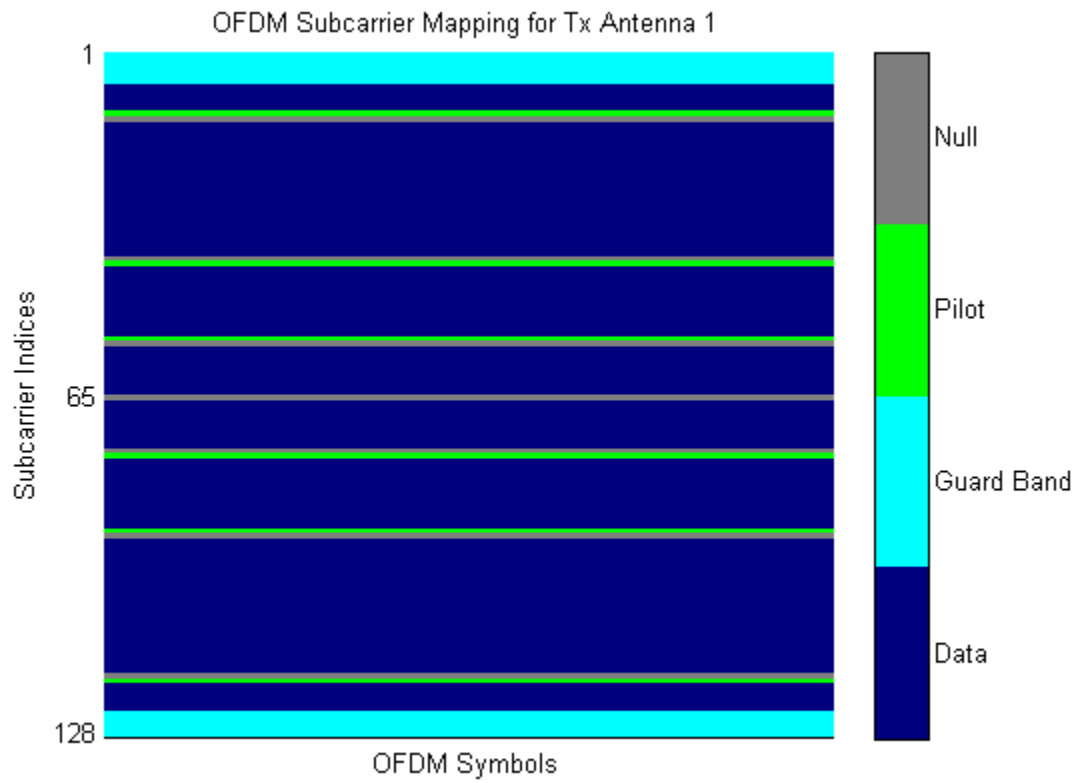 OFDM Subcarrier Mapping for Tx Antenna 1
1
65
128
Subcarrier Indices
OFDM Symbols
Null
Pilot
Guard Band
Data